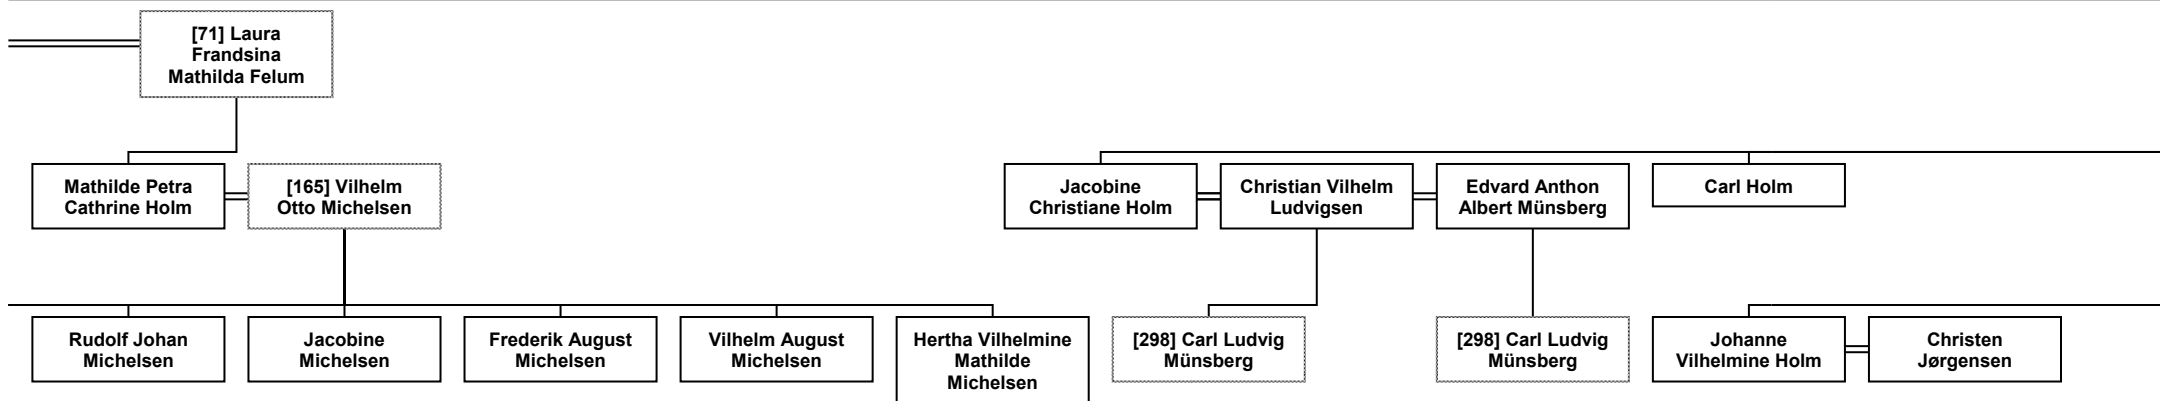 [71] Laura
Frandsina
Mathilda Felum
Mathilde Petra
Cathrine Holm
[165] Vilhelm
Otto Michelsen
Jacobine
Christiane Holm
Christian Vilhelm
Ludvigsen
Edvard Anthon
Albert Münsberg
Carl Holm
Rudolf Johan
Michelsen
Jacobine
Michelsen
Frederik August
Michelsen
Vilhelm August
Michelsen
Hertha Vilhelmine
Mathilde
Michelsen
[298] Carl Ludvig
Münsberg
[298] Carl Ludvig
Münsberg
Johanne
Vilhelmine Holm
Christen
Jørgensen